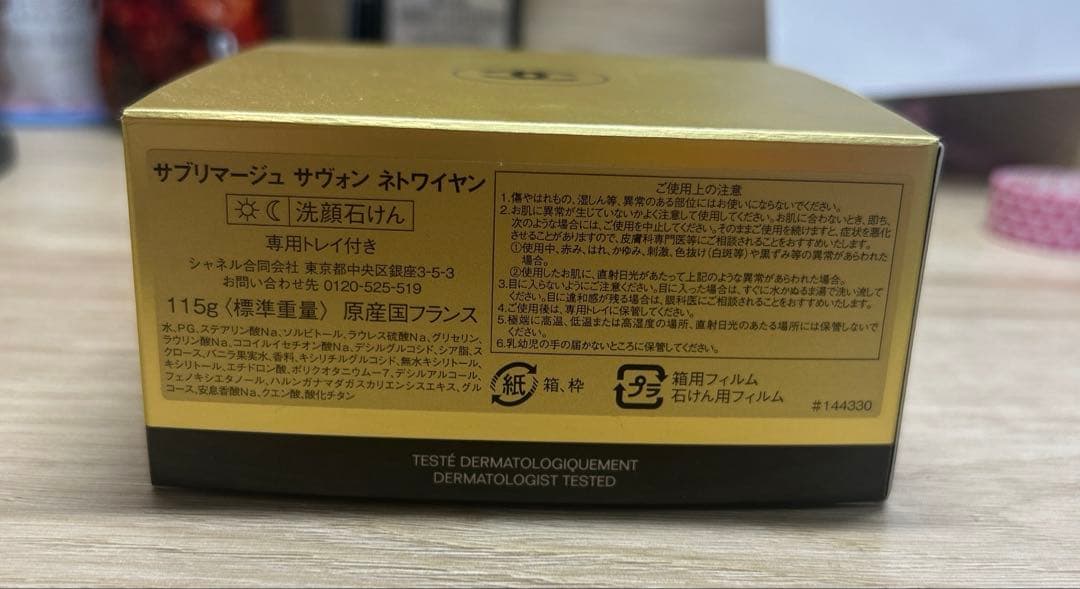 サブリマージュ サヴォン ネトワイヤン
洗顔石けん
専用トレイ付き
シャネル合同会社 東京都中央区銀座3-5-3
お問い合わせ先 0120-525-519
115g〈標準重量〉 原産国フランス
水、PG、ステアリン酸Na、ソルビトール、ラウレス硫酸Na、グリセリン、
ラウリン酸Na、ココイルイセチオン酸Na、デシルグルコシド、シア脂、ス
クロース、バニラ果実水、香料、キシリチルグルコシド、無水キシリトール、
キシリトール、エチドロン酸、ポリクオタニウム-7、デシルアルコール、
フェノキシエタノール、ハルンガナマダガスカリエンシスエキス、グル
コース、安息香酸Na、クエン酸、酸化チタン
ご使用上の注意
1.傷やはれもの、湿しん等、異常のある部位にはお使いにならないでください。
2.お肌に異常が生じていないかよく注意して使用してください。お肌に合わないとき、即ち、
次のような場合には、ご使用を中止してください。そのままご使用を続けますと、症状を悪化
させることがありますので、皮膚科専門医等にご相談されることをおすすめいたします。
①使用中、赤み、はれ、かゆみ、刺激、色抜け(白斑等)や黒ずみ等の異常があらわれた
場合。
②使用したお肌に、直射日光があたって上記のような異常があらわれた場合。
3.目に入らないようにご注意ください。目に入った場合は、すぐに水かぬるま湯で洗い流して
ください。目に違和感が残る場合は、眼科医にご相談されることをおすすめいたします。
4.ご使用後は、専用トレイに保管してください。
5.極端に高温、低温または高湿度の場所、直射日光のあたる場所には保管しないで
ください。
6.乳幼児の手の届かないところに保管してください。
紙 箱、枠
プラ 箱用フィルム
石けん用フィルム
#144330
TESTÉ DERMATOLOGIQUEMENT
DERMATOLOGIST TESTED